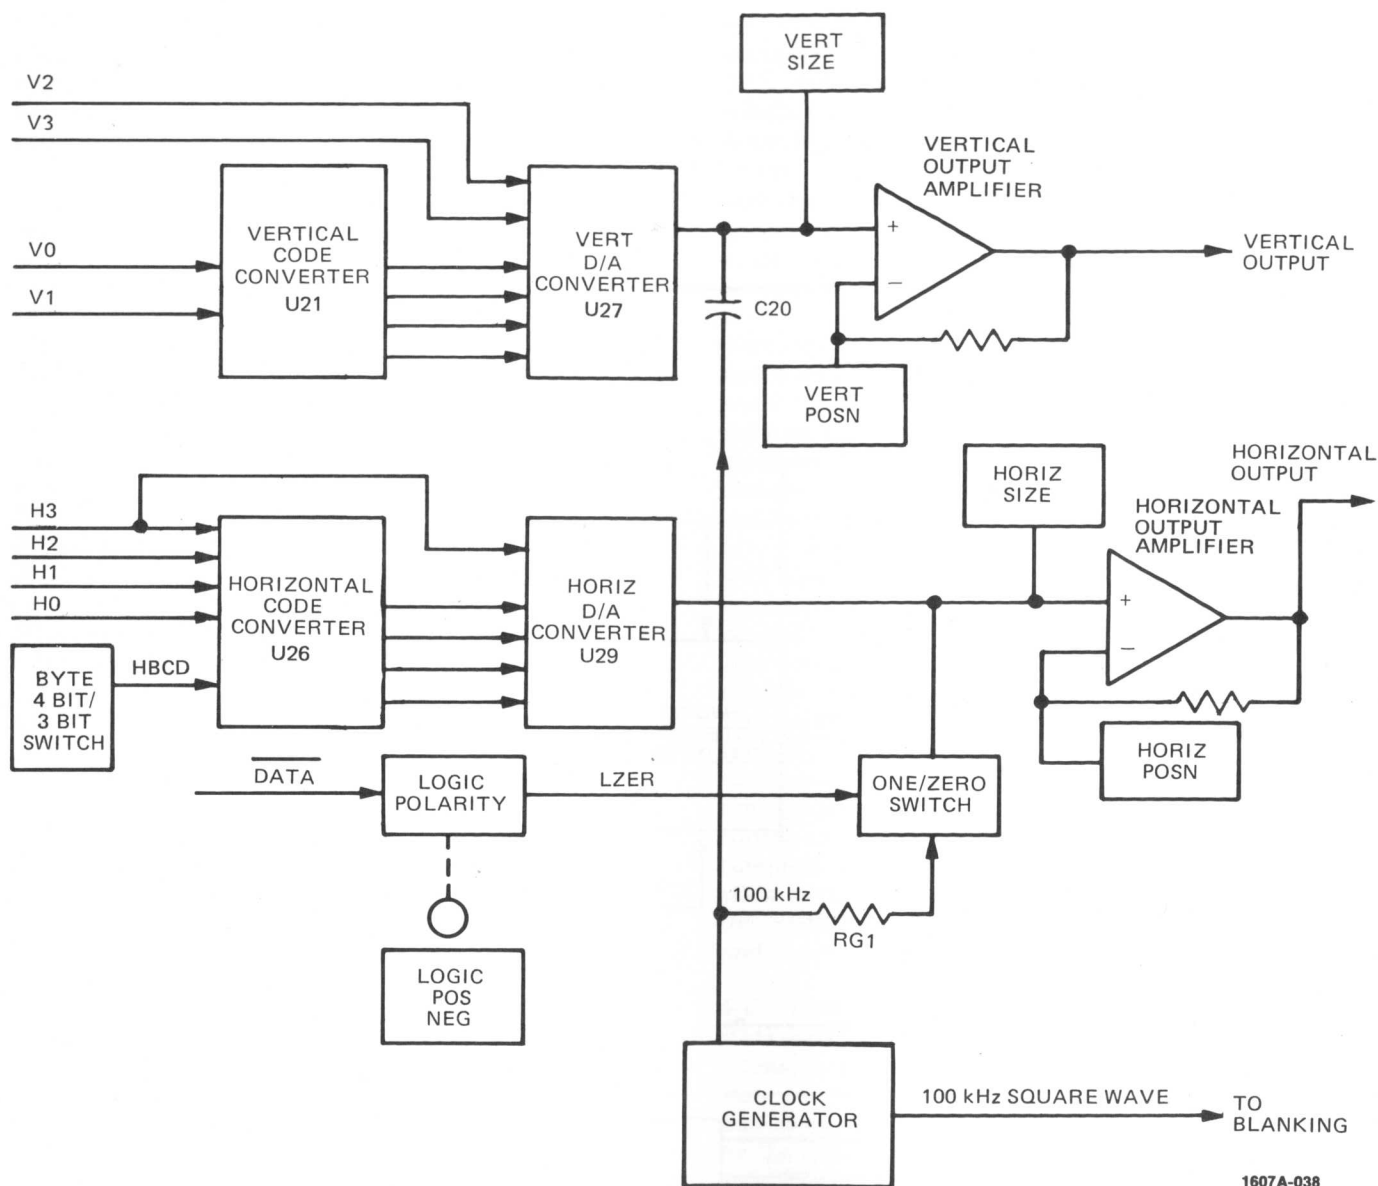 VERT
SIZE
V2
V3
VERTICAL
OUTPUT
AMPLIFIER
VERTICAL
CODE
CONVERTER
U21
VERT
D/A
CONVERTER
U27
+
−
V0
V1
VERTICAL
OUTPUT
C20
VERT
POSN
HORIZ
SIZE
HORIZONTAL
OUTPUT
HORIZONTAL
OUTPUT
AMPLIFIER
H3
H2
H1
H0
HORIZONTAL
CODE
CONVERTER
U26
HORIZ
D/A
CONVERTER
U29
+
−
BYTE
4 BIT/
3 BIT
SWITCH
HBCD
HORIZ
POSN
DATA
LOGIC
POLARITY
LZER
ONE/ZERO
SWITCH
100 kHz
RG1
LOGIC
POS
NEG
CLOCK
GENERATOR
100 kHz SQUARE WAVE
TO
BLANKING
1607A-038